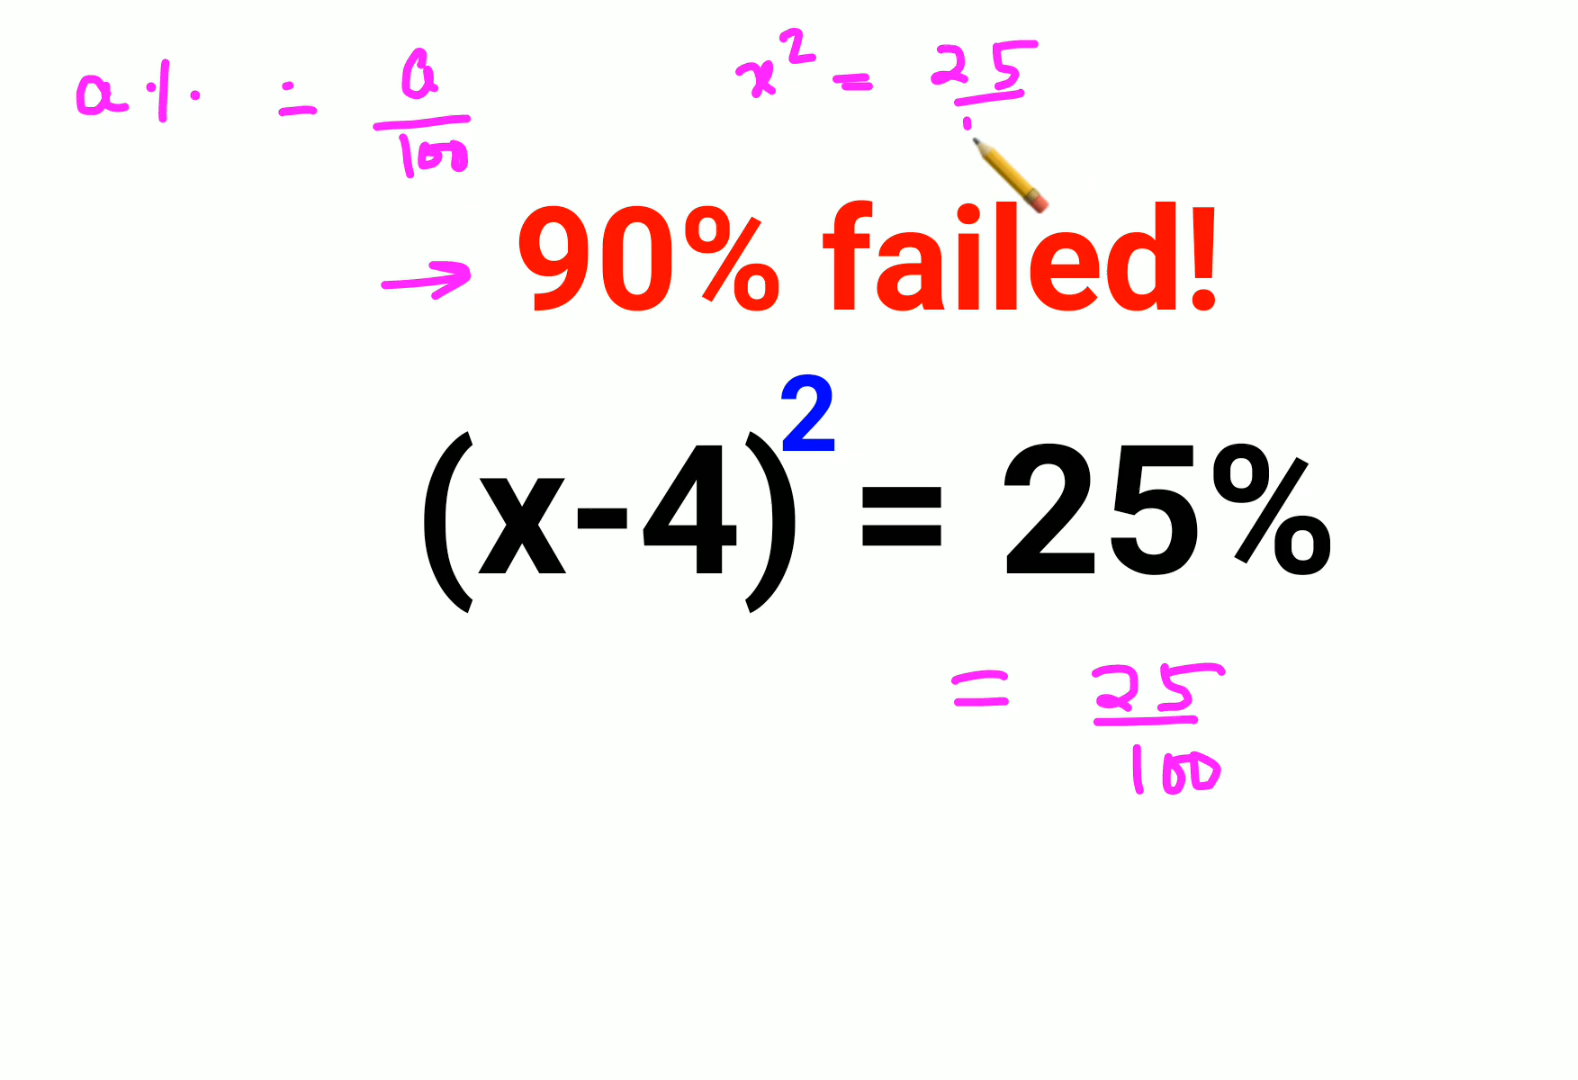 a% = a/100
x² = 25/
→ 90% failed!
(x-4)² = 25%
= 25/100